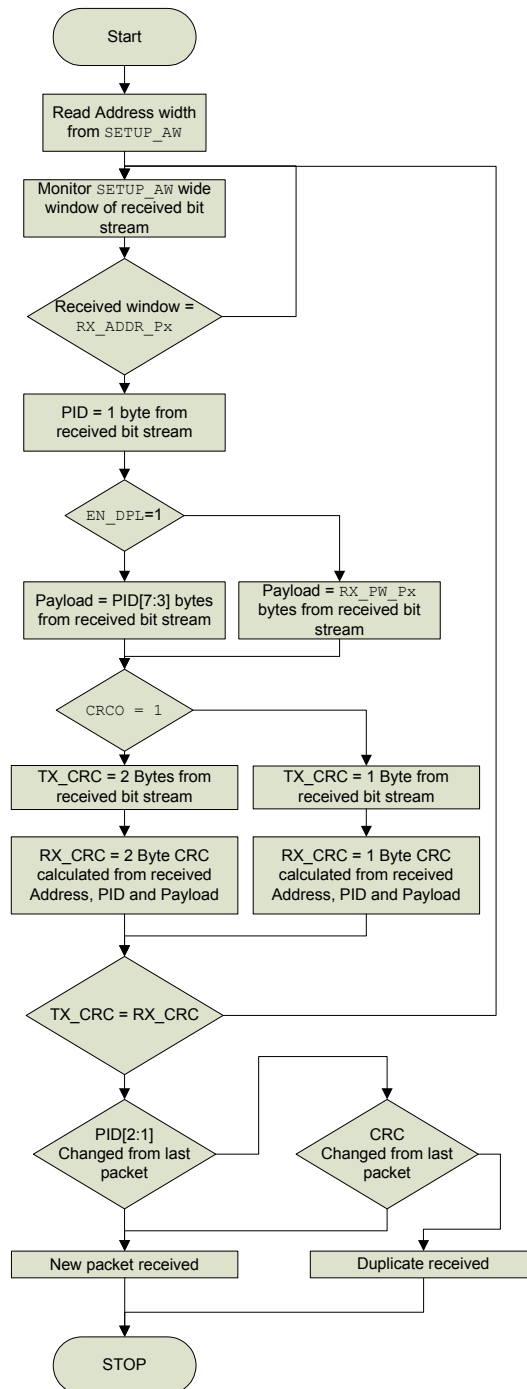 Start
Read Address width
from SETUP_AW
Monitor SETUP_AW wide
window of received bit
stream
Received window =
RX_ADDR_Px
PID = 1 byte from
received bit stream
EN_DPL=1
Payload = PID[7:3] bytes
from received bit stream
Payload = RX_PW_Px
bytes from received bit
stream
CRCO = 1
TX_CRC = 2 Bytes from
received bit stream
TX_CRC = 1 Byte from
received bit stream
RX_CRC = 2 Byte CRC
calculated from received
Address, PID and Payload
RX_CRC = 1 Byte CRC
calculated from received
Address, PID and Payload
TX_CRC = RX_CRC
PID[2:1]
Changed from last
packet
CRC
Changed from last
packet
New packet received
Duplicate received
STOP